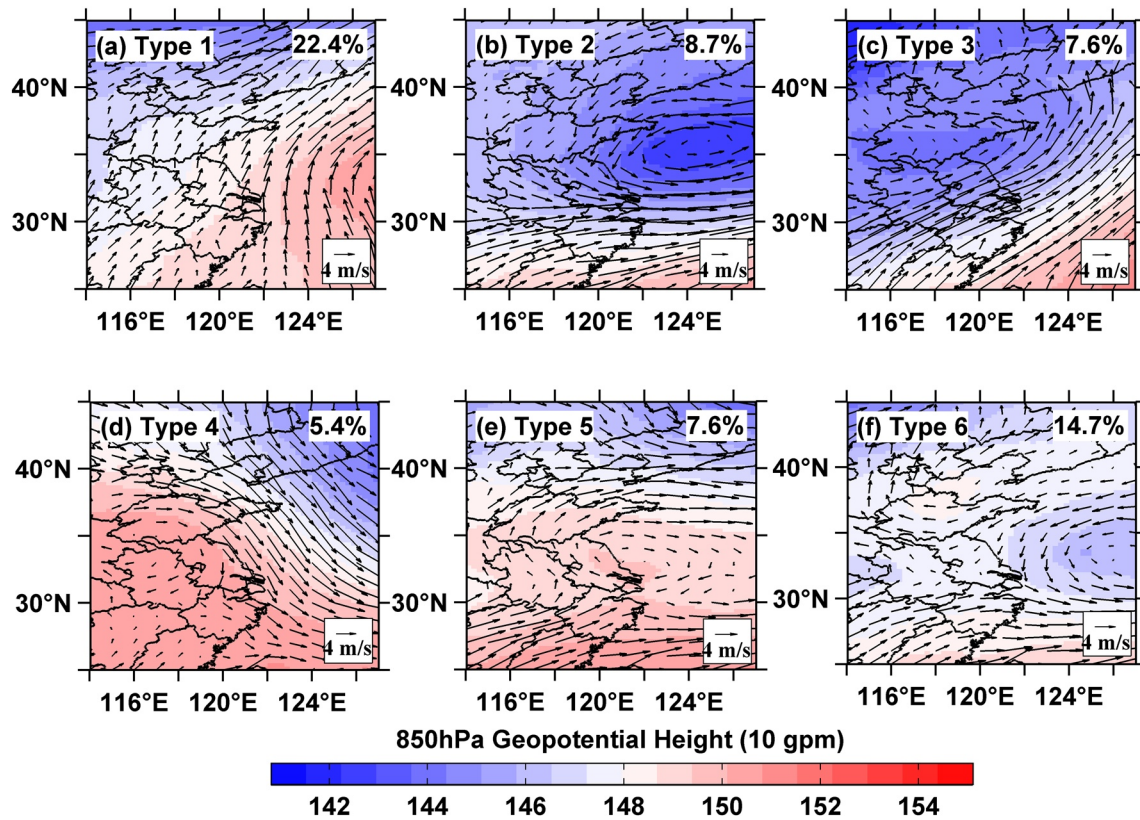 (a) Type 1 22.4%
(b) Type 2 8.7%
(c) Type 3 7.6%
40°N 40°N 40°N
30°N 30°N 30°N
4 m/s 4 m/s 4 m/s
116°E 120°E 124°E 116°E 120°E 124°E 116°E 120°E 124°E
(d) Type 4 5.4%
(e) Type 5 7.6%
(f) Type 6 14.7%
40°N 40°N 40°N
30°N 30°N 30°N
4 m/s 4 m/s 4 m/s
116°E 120°E 124°E 116°E 120°E 124°E 116°E 120°E 124°E
850hPa Geopotential Height (10 gpm)
142 144 146 148 150 152 154